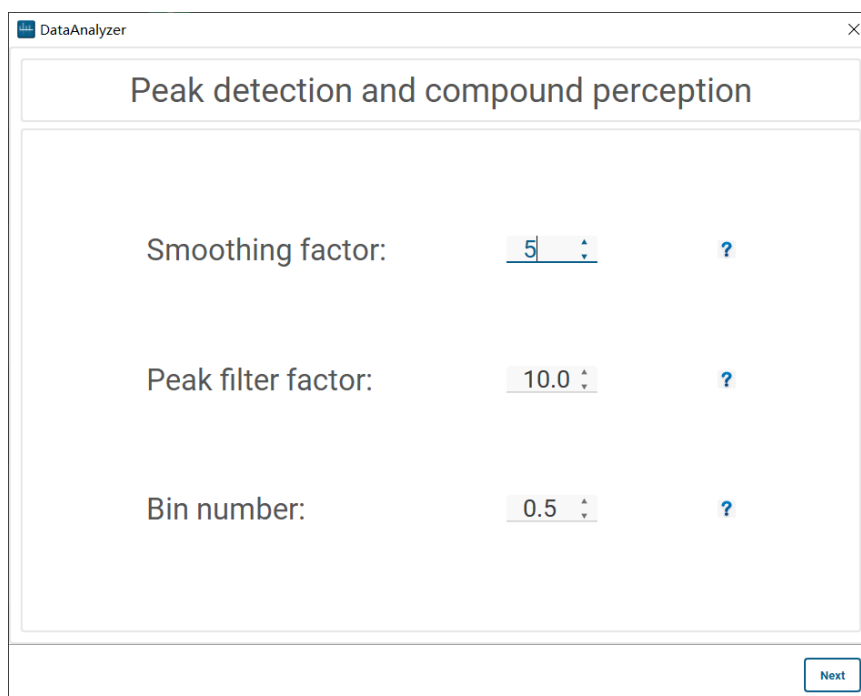 DataAnalyzer
Peak detection and compound perception
Smoothing factor: 5 ?
Peak filter factor: 10.0 ?
Bin number: 0.5 ?
Next